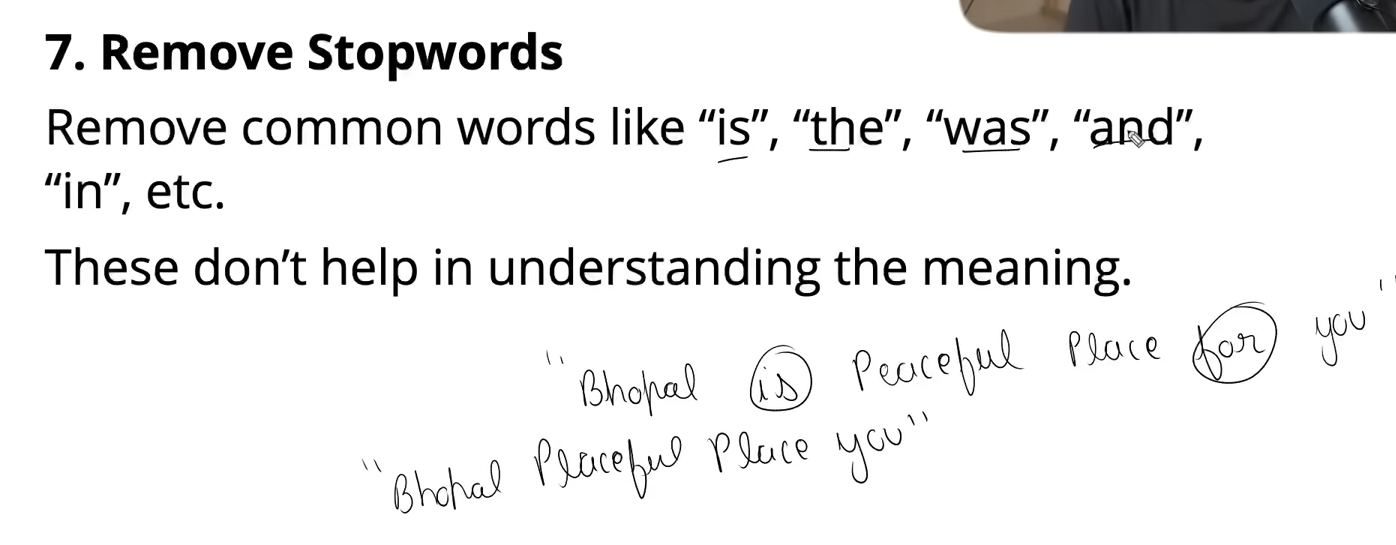 7. Remove Stopwords
Remove common words like “is”, “the”, “was”, “and”,
“in”, etc.
These don’t help in understanding the meaning.
"Bhopal is Peaceful Place for you"
"Bhopal Peaceful Place you"